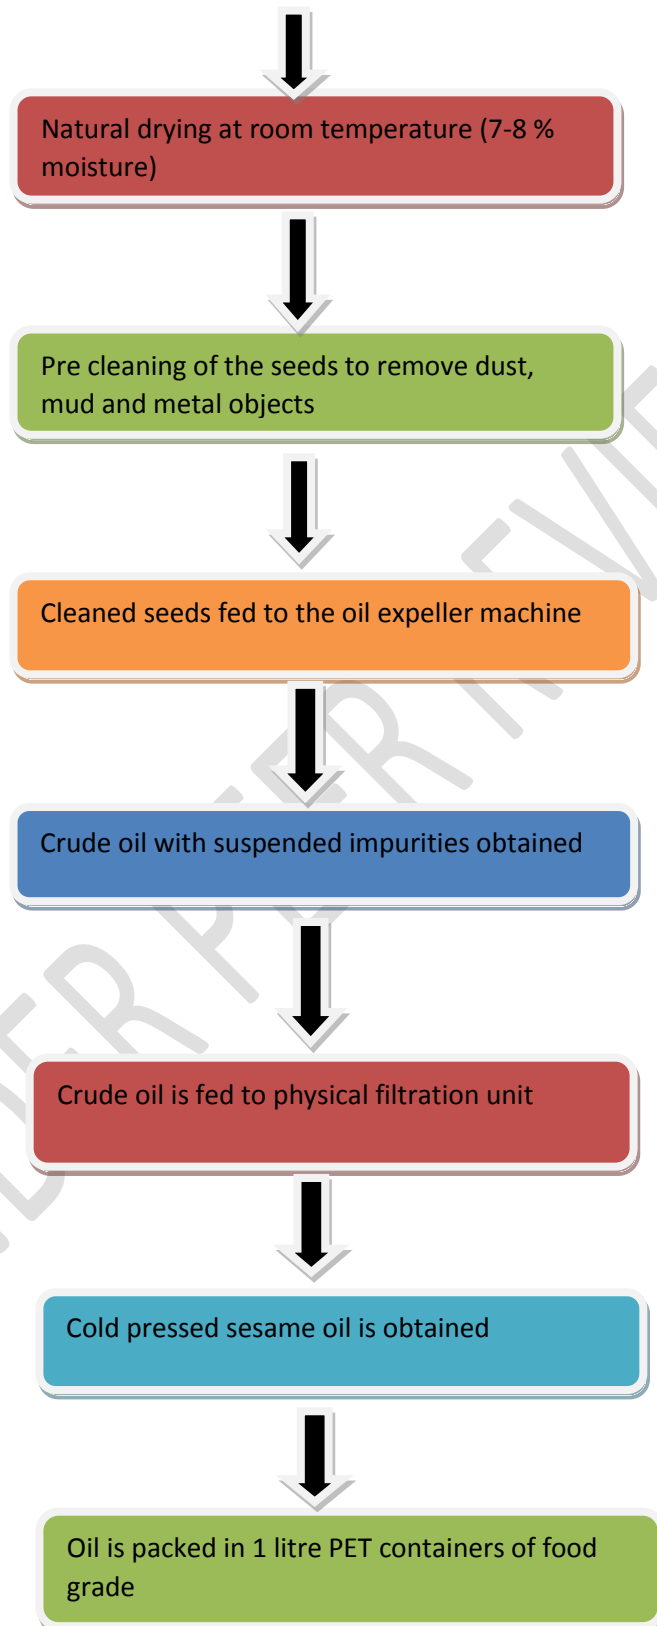 Natural drying at room temperature (7-8 %
moisture)
Pre cleaning of the seeds to remove dust,
mud and metal objects
Cleaned seeds fed to the oil expeller machine
Crude oil with suspended impurities obtained
Crude oil is fed to physical filtration unit
Cold pressed sesame oil is obtained
Oil is packed in 1 litre PET containers of food
grade